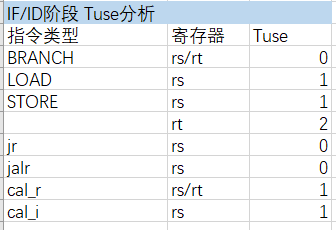 IF/ID阶段 Tuse分析
指令类型 寄存器 Tuse
BRANCH rs/rt 0
LOAD rs 1
STORE rs 1
rt 2
jr rs 0
jalr rs 0
cal_r rs/rt 1
cal_i rs 1